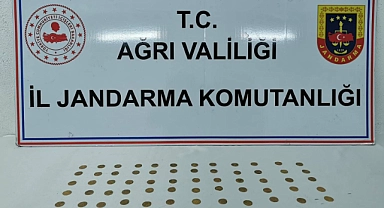 T.C.
AĞRI VALİLİĞİ
İL JANDARMA KOMUTANLIĞI
JANDARMA